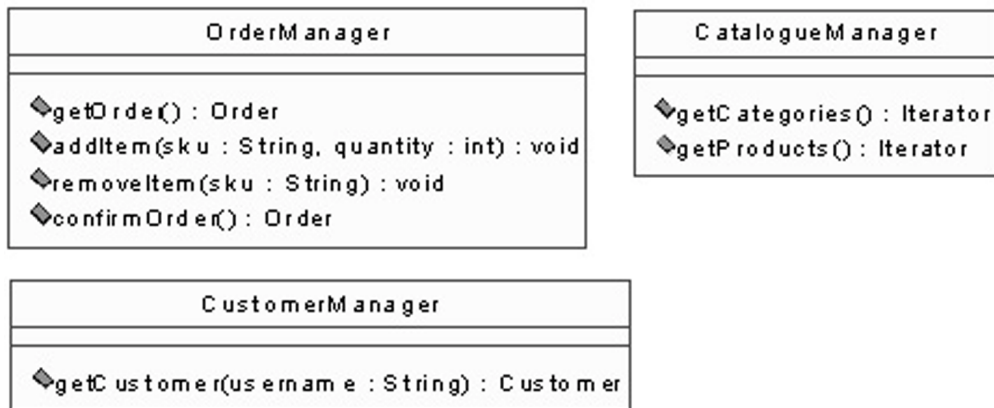 OrderManager
getOrder() : Order
addItem(sku : String, quantity : int) : void
removeItem(sku : String) : void
confirmOrder() : Order
CatalogueManager
getCategories() : Iterator
getProducts() : Iterator
CustomerManager
getCustomer(username : String) : Customer